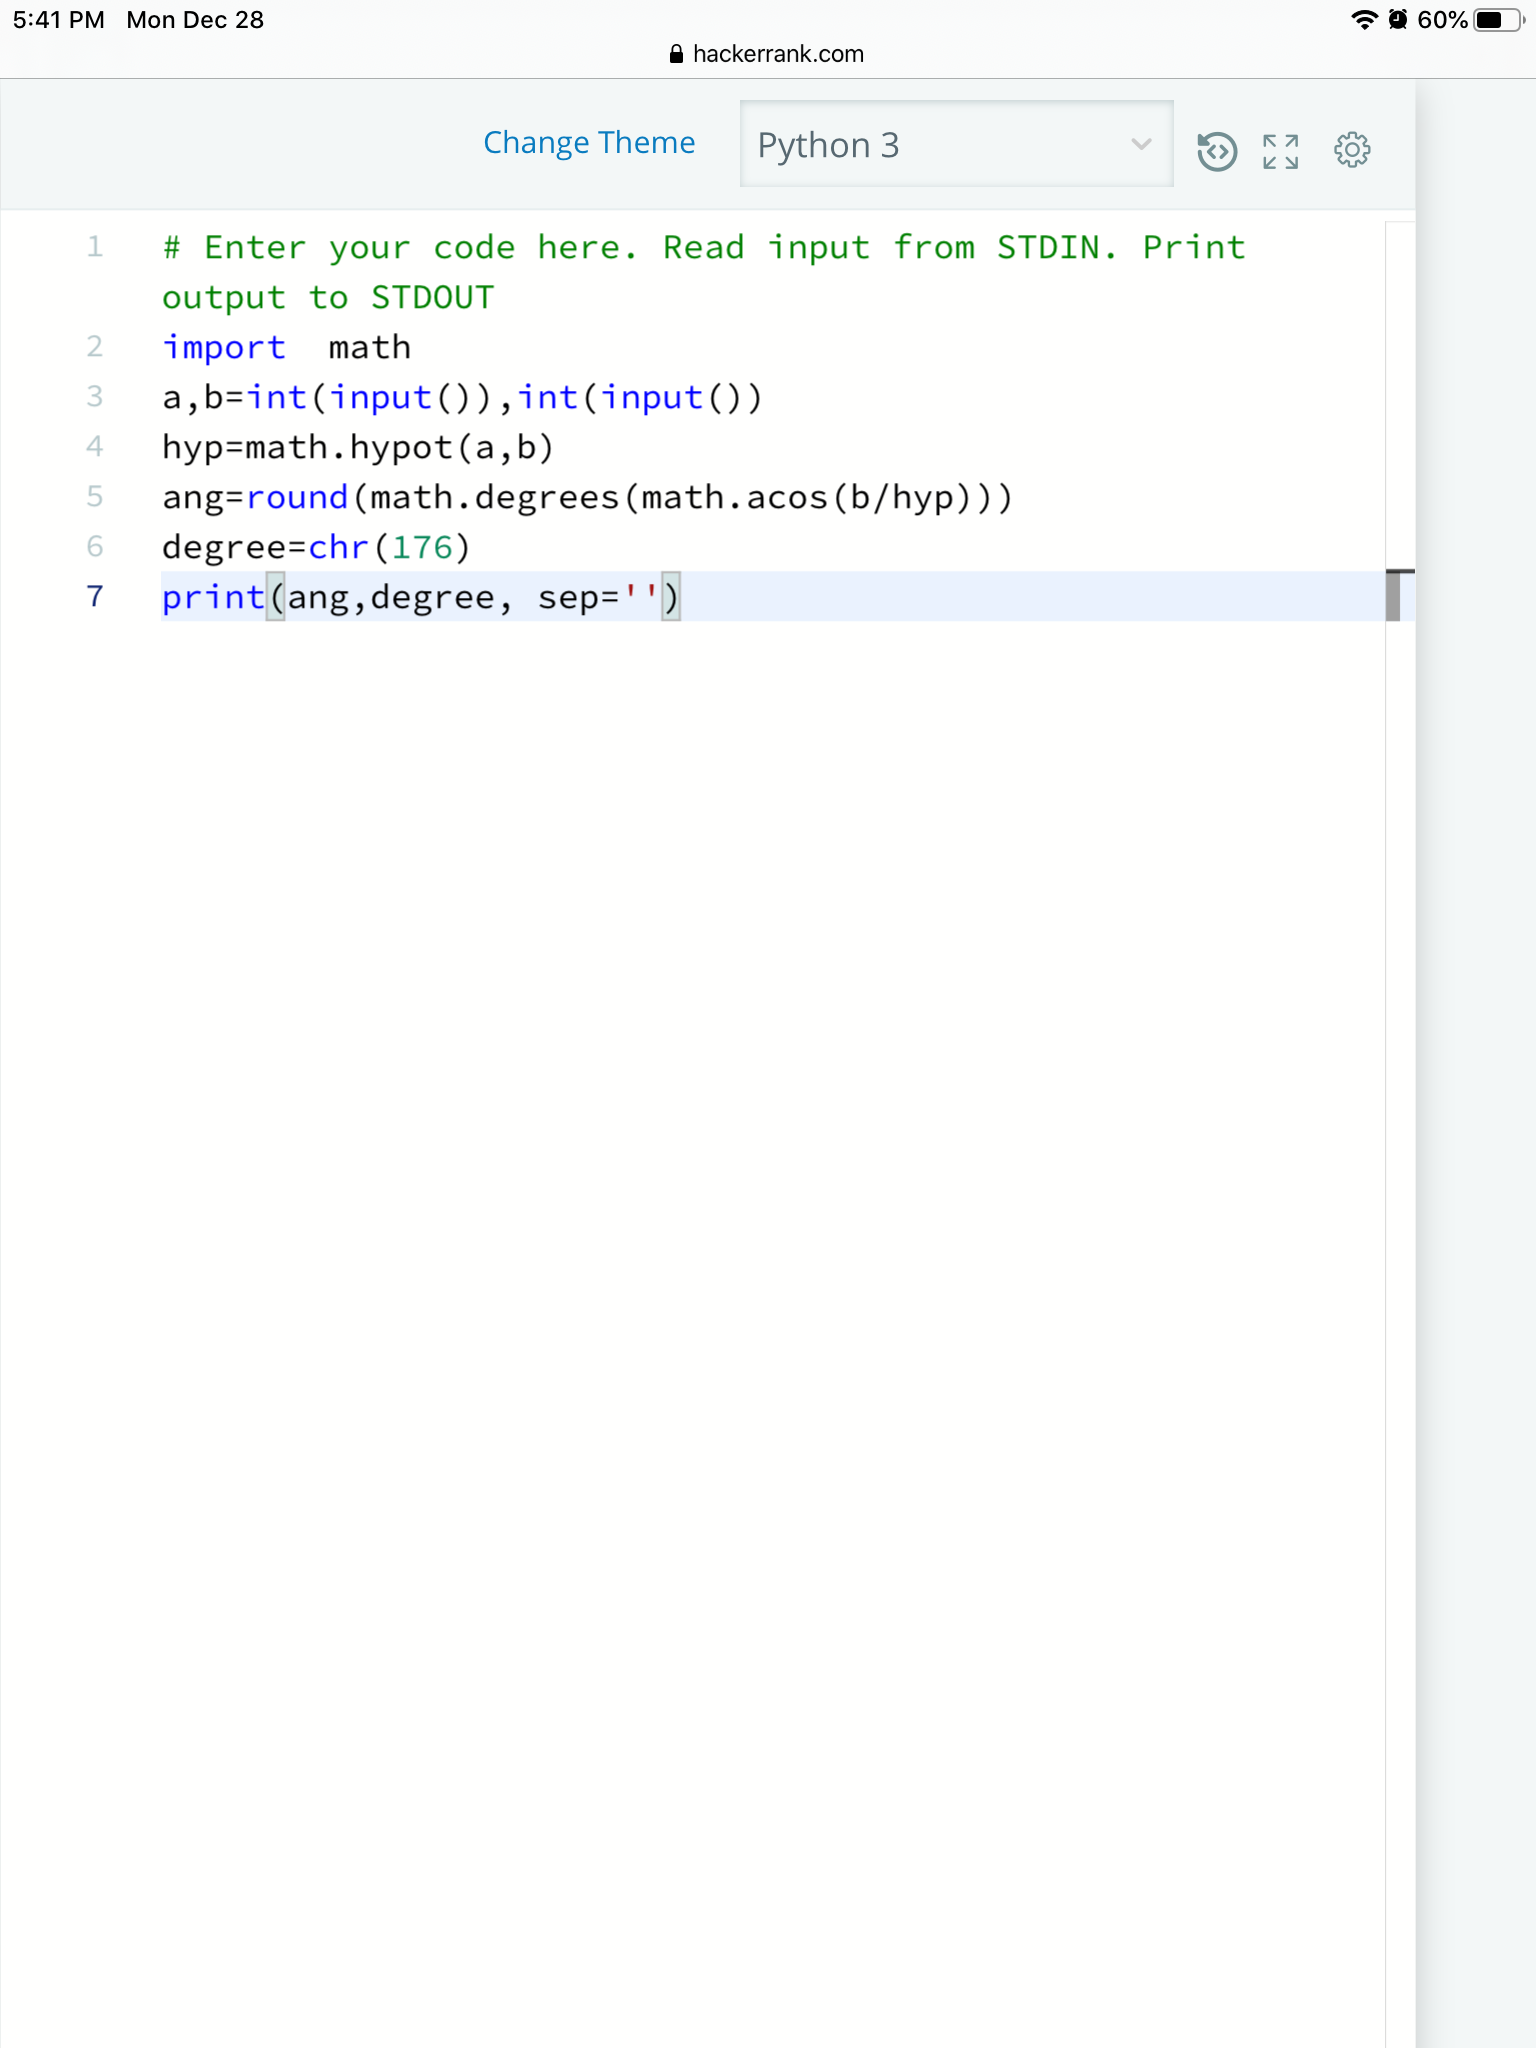 5:41 PM Mon Dec 28
60%
hackerrank.com
Change Theme
Python 3
1 # Enter your code here. Read input from STDIN. Print
output to STDOUT
2 import  math
3 a,b=int(input()),int(input())
4 hyp=math.hypot(a,b)
5 ang=round(math.degrees(math.acos(b/hyp)))
6 degree=chr(176)
7 print(ang,degree, sep='')